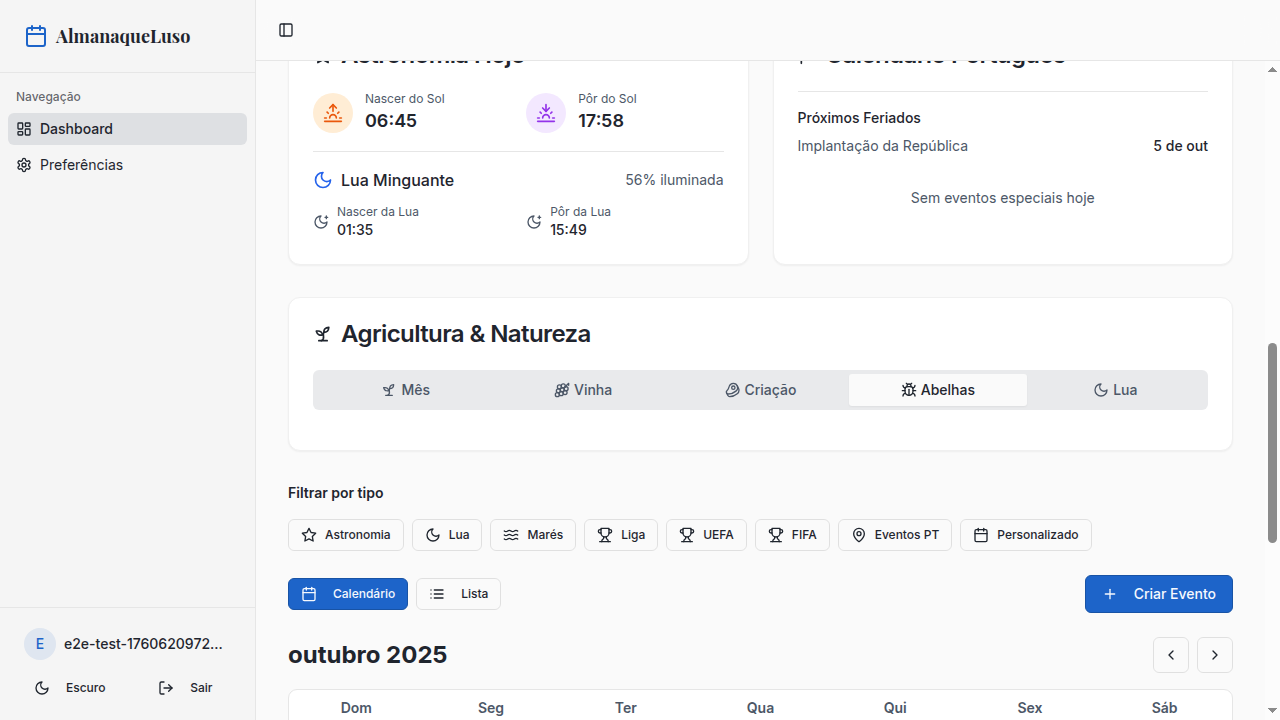 AlmanaqueLuso
Navegação
Dashboard
Preferências
e2e-test-1760620972...
Escuro
Sair
Astronomia Hoje
Nascer do Sol
06:45
Pôr do Sol
17:58
Lua Minguante
56% iluminada
Nascer da Lua
01:35
Pôr da Lua
15:49
Calendário Português
Próximos Feriados
Implantação da República
5 de out
Sem eventos especiais hoje
Agricultura & Natureza
Mês
Vinha
Criação
Abelhas
Lua
Filtrar por tipo
Astronomia
Lua
Marés
Liga
UEFA
FIFA
Eventos PT
Personalizado
Calendário
Lista
Criar Evento
outubro 2025
Dom
Seg
Ter
Qua
Qui
Sex
Sáb